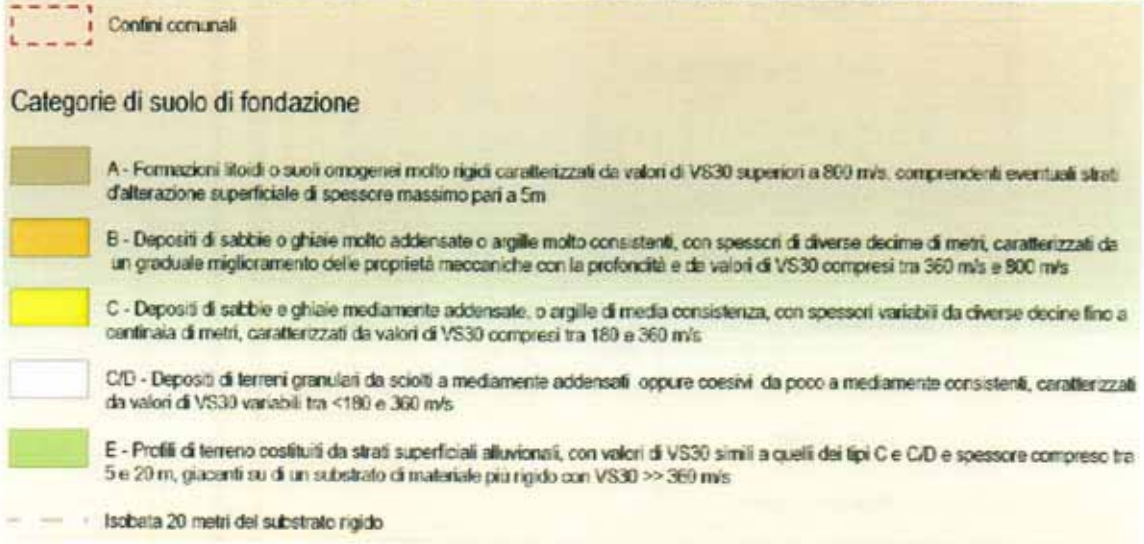 Confini comunali
Categorie di suolo di fondazione
A - Formazioni litoidi o suoli omogenei molto rigidi caratterizzati da valori di VS30 superiori a 800 m/s, comprendenti eventuali strati
d'alterazione superficiale di spessore massimo pari a 5m
B - Depositi di sabbie o ghiaie molto addensate o argille molto consistenti, con spessori di diverse decime di metri, caratterizzati da
un graduale miglioramento delle proprietà meccaniche con la profondità e da valori di VS30 compresi tra 360 m/s e 800 m/s
C - Depositi di sabbie e ghiaie mediamente addensate, o argille di media consistenza, con spessori variabili da diverse decine fino a
centinaia di metri, caratterizzati da valori di VS30 compresi tra 180 e 360 m/s
C/D - Depositi di terreni granulari da sciolti a mediamente addensati oppure coesivi da poco a mediamente consistenti, caratterizzati
da valori di VS30 variabili tra <180 e 360 m/s
E - Profili di terreno costituiti da strati superficiali alluvionali, con valori di VS30 simili a quelli dei tipi C e C/D e spessore compreso tra
5 e 20 m, giacenti su di un substrato di materiale più rigido con VS30 >> 360 m/s
Isobata 20 metri del substrato rigido